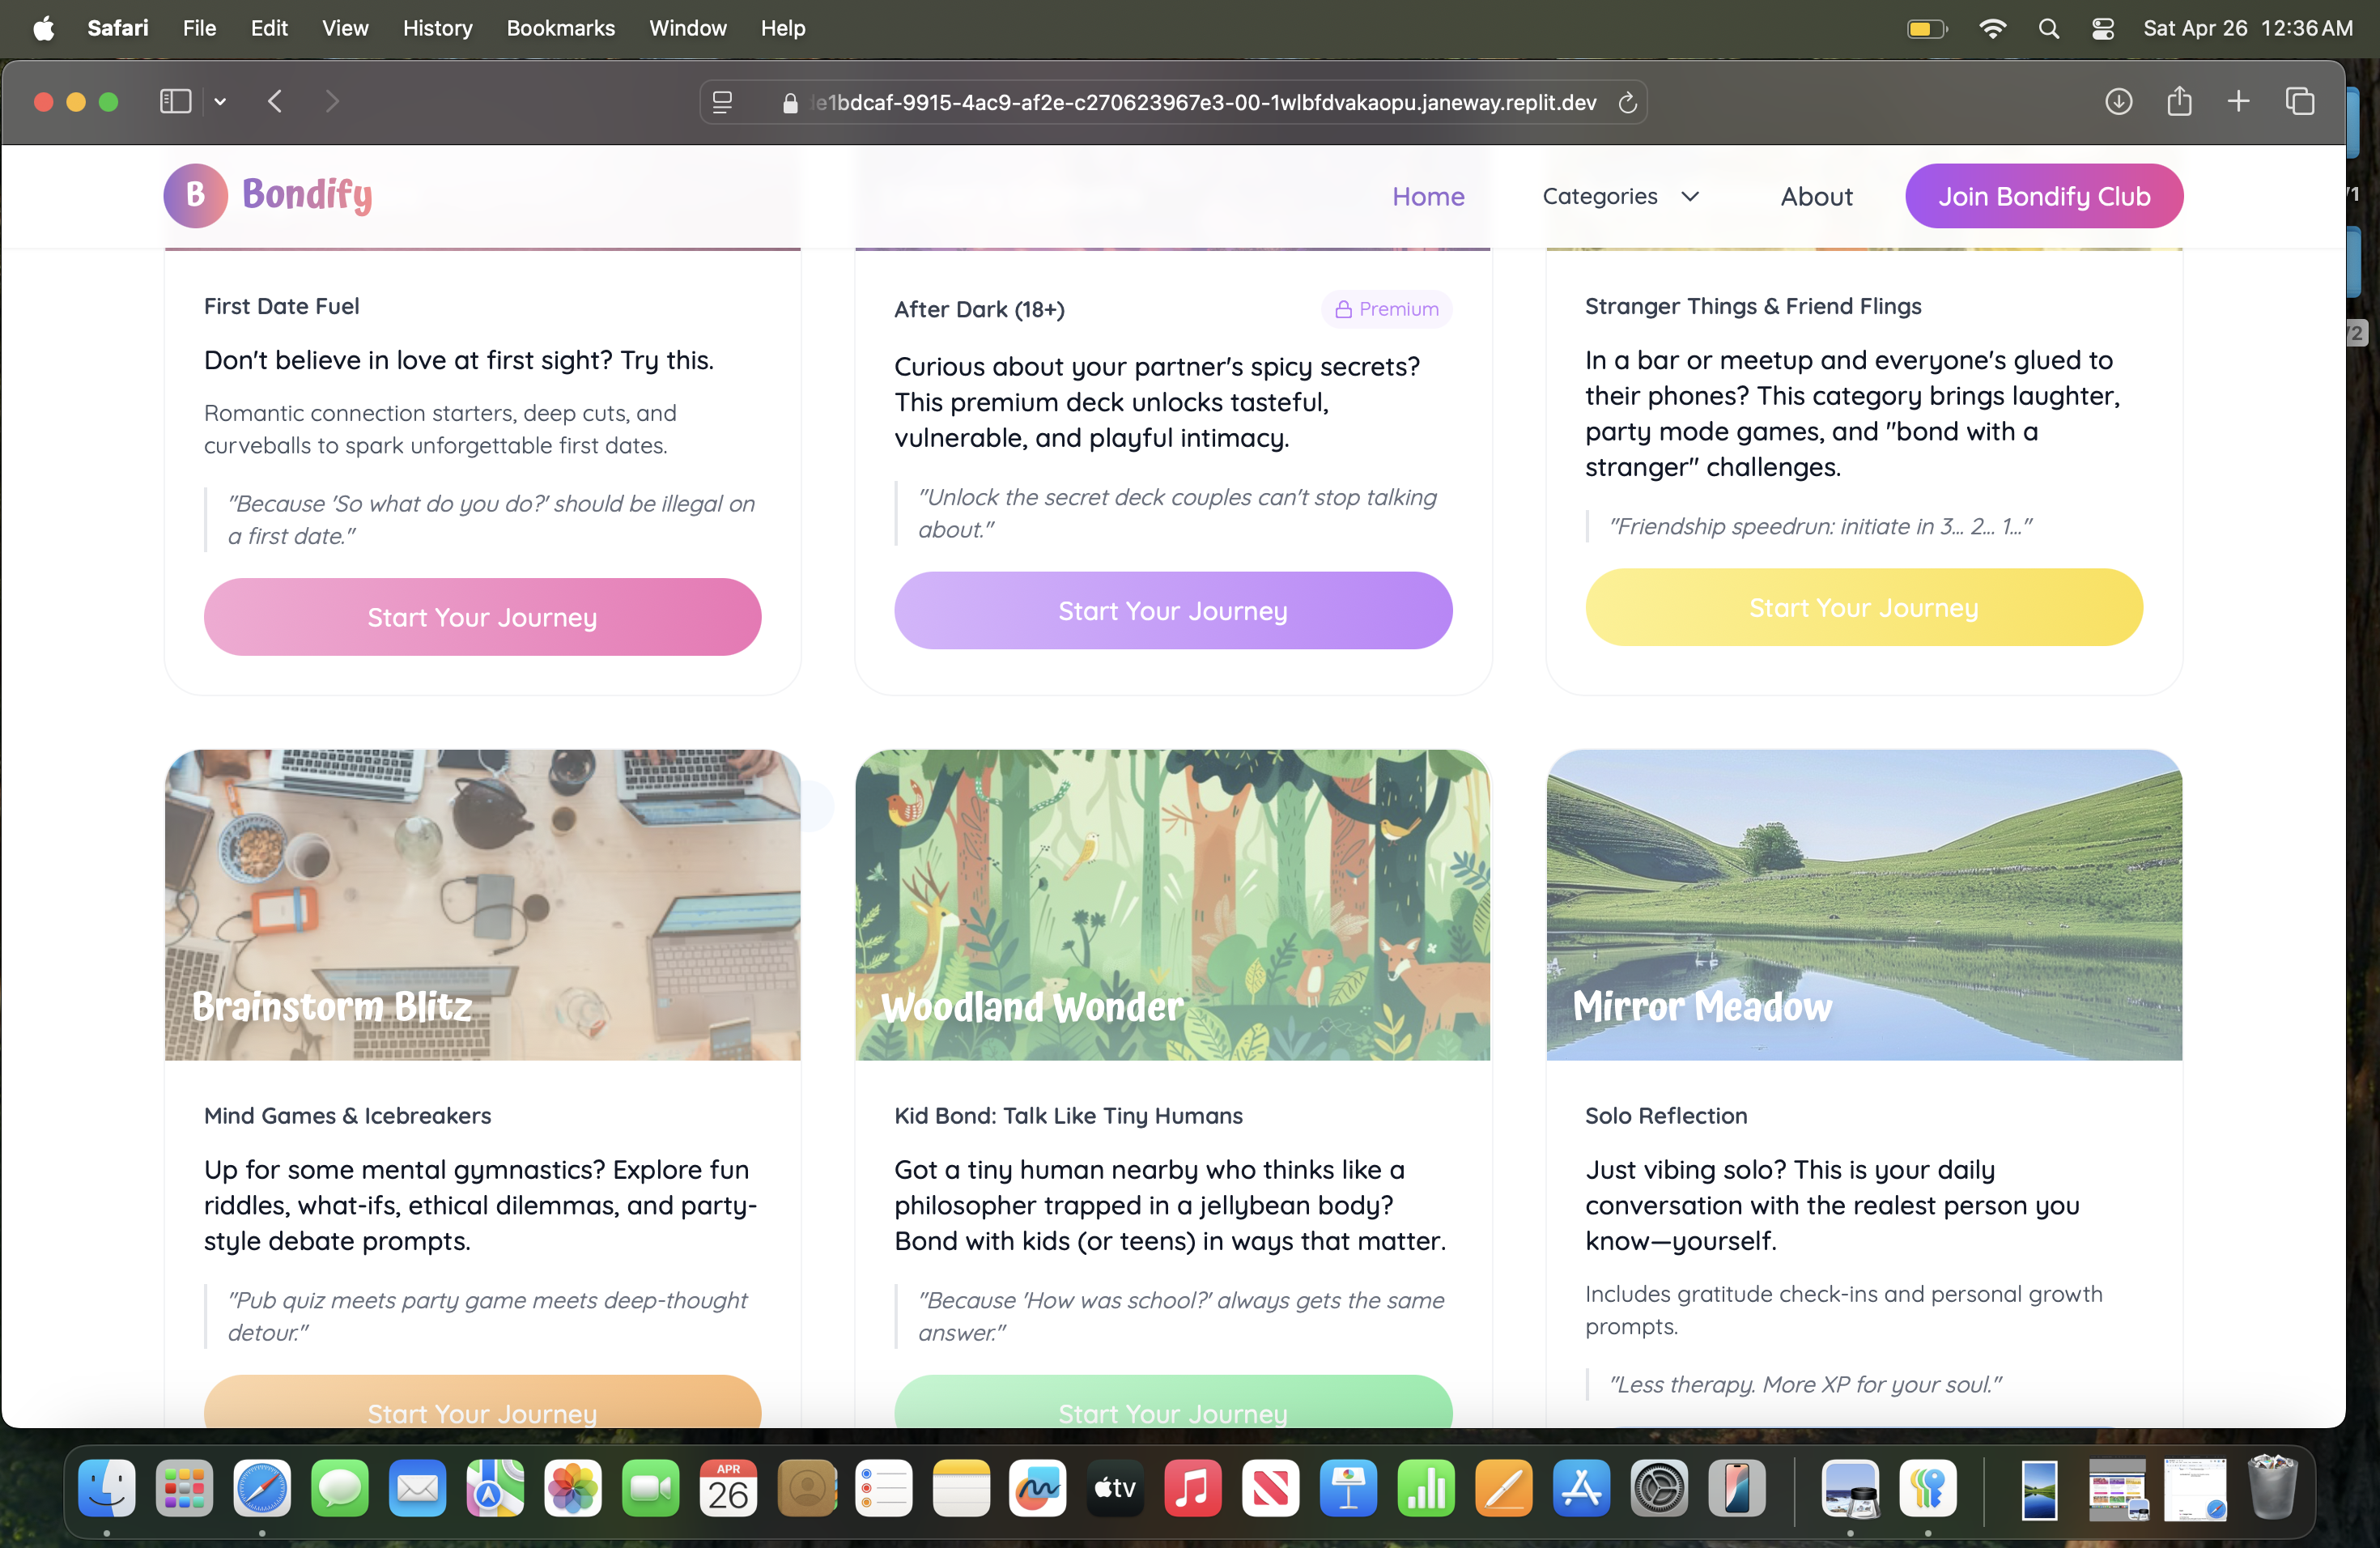 Safari File Edit View History Bookmarks Window Help Sat Apr 26 12:36 AM
e1bdcaf-9915-4ac9-af2e-c270623967e3-00-1wlbfdvakaopu.janeway.replit.dev
B Bondify Home Categories About Join Bondify Club
First Date Fuel
Don't believe in love at first sight? Try this.
Romantic connection starters, deep cuts, and
curveballs to spark unforgettable first dates.
"Because 'So what do you do?' should be illegal on
a first date."
Start Your Journey
After Dark (18+) Premium
Curious about your partner's spicy secrets?
This premium deck unlocks tasteful,
vulnerable, and playful intimacy.
"Unlock the secret deck couples can't stop talking
about."
Start Your Journey
Stranger Things & Friend Flings
In a bar or meetup and everyone's glued to
their phones? This category brings laughter,
party mode games, and "bond with a
stranger" challenges.
"Friendship speedrun: initiate in 3... 2... 1..."
Start Your Journey
Brainstorm Blitz
Mind Games & Icebreakers
Up for some mental gymnastics? Explore fun
riddles, what-ifs, ethical dilemmas, and party-
style debate prompts.
"Pub quiz meets party game meets deep-thought
detour."
Start Your Journey
Woodland Wonder
Kid Bond: Talk Like Tiny Humans
Got a tiny human nearby who thinks like a
philosopher trapped in a jellybean body?
Bond with kids (or teens) in ways that matter.
"Because 'How was school?' always gets the same
answer."
Start Your Journey
Mirror Meadow
Solo Reflection
Just vibing solo? This is your daily
conversation with the realest person you
know—yourself.
Includes gratitude check-ins and personal growth
prompts.
"Less therapy. More XP for your soul."
APR
26
tv